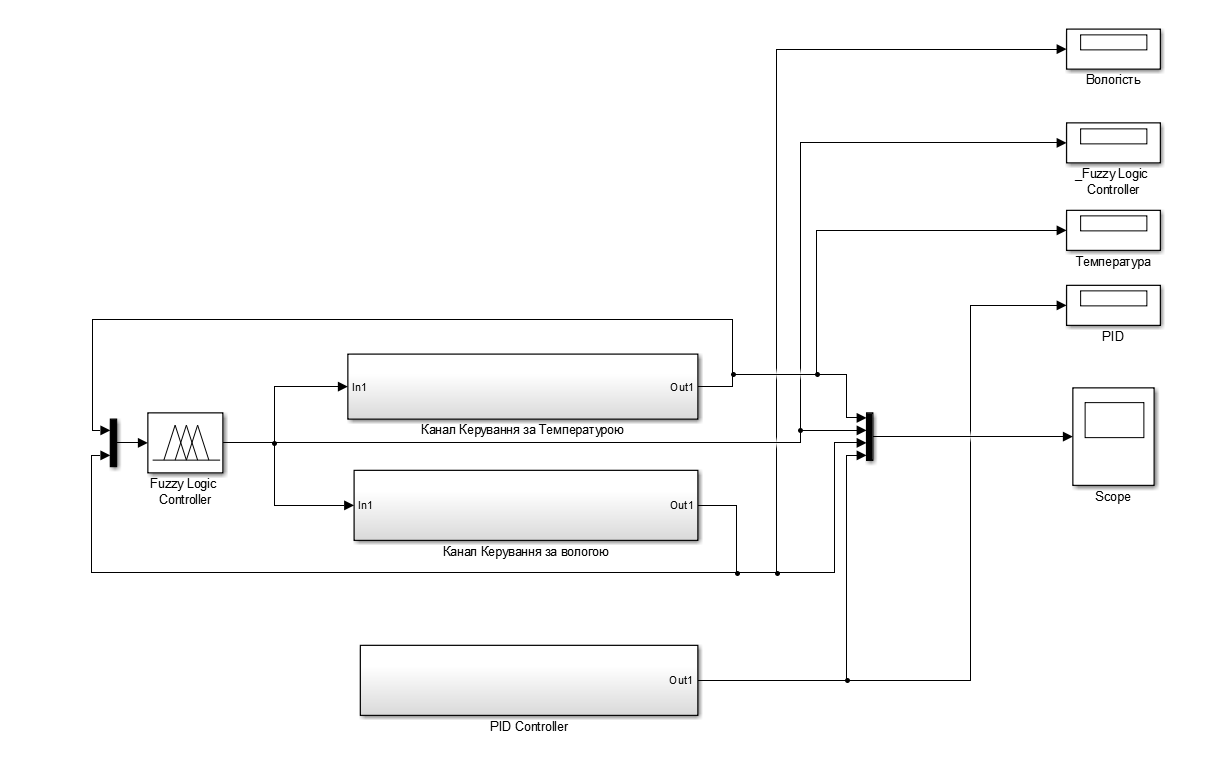 Вологість
_Fuzzy Logic
Controller
Температура
PID
In1
Out1
Канал Керування за Температурою
Scope
Fuzzy Logic
Controller
In1
Out1
Канал Керування за вологою
Out1
PID Controller